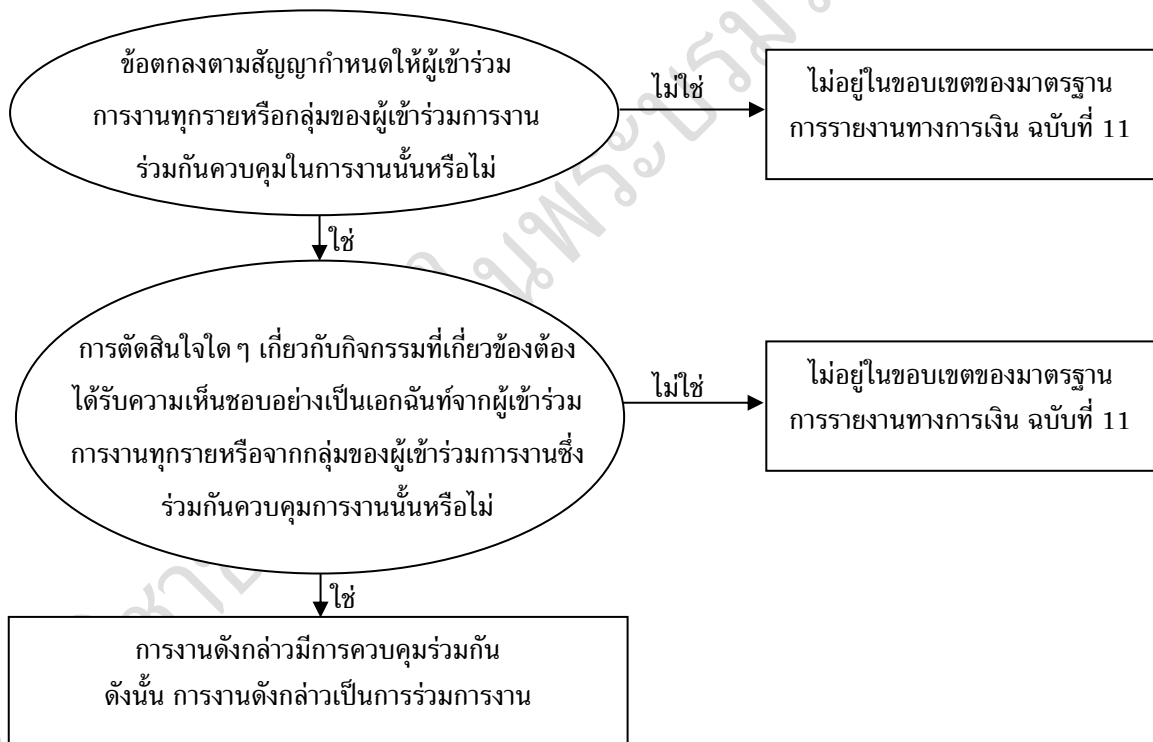 ข้อตกลงตามสัญญากำหนดให้ผู้เข้าร่วม
การงานทุกรายหรือกลุ่มของผู้เข้าร่วมการงาน
ร่วมกันควบคุมในการงานนั้นหรือไม่
ไม่ใช่
ไม่อยู่ในขอบเขตของมาตรฐาน
การรายงานทางการเงิน ฉบับที่ 11
ใช่
การตัดสินใจใด ๆ เกี่ยวกับกิจกรรมที่เกี่ยวข้องต้อง
ได้รับความเห็นชอบอย่างเป็นเอกฉันท์จากผู้เข้าร่วม
การงานทุกรายหรือจากกลุ่มของผู้เข้าร่วมการงานซึ่ง
ร่วมกันควบคุมการงานนั้นหรือไม่
ไม่ใช่
ไม่อยู่ในขอบเขตของมาตรฐาน
การรายงานทางการเงิน ฉบับที่ 11
ใช่
การงานดังกล่าวมีการควบคุมร่วมกัน
ดังนั้น การงานดังกล่าวเป็นการร่วมการงาน